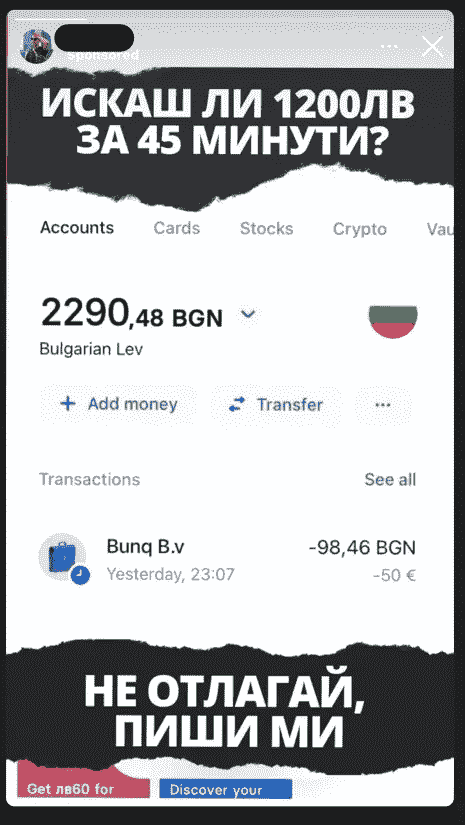 Sponsored
ИСКАШ ЛИ 1200ЛВ
ЗА 45 МИНУТИ?
Accounts Cards Stocks Crypto Vau
2290,48 BGN
Bulgarian Lev
+ Add money Transfer ...
Transactions See all
Bunq B.v -98,46 BGN
Yesterday, 23:07 -50 €
НЕ ОТЛАГАЙ,
ПИШИ МИ
Get лв60 for Discover your